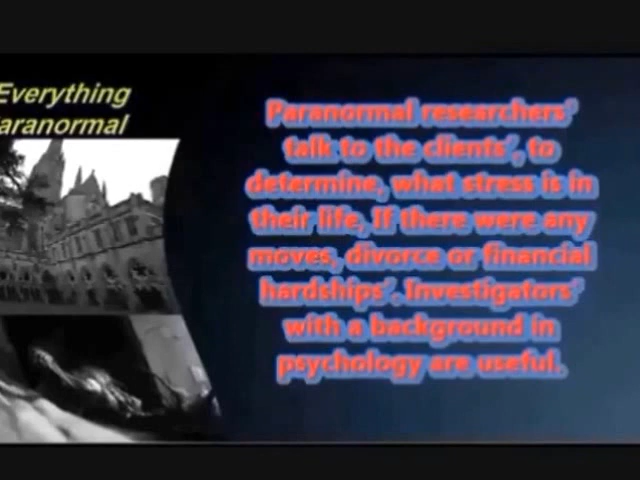 Everything
aranormal
Paranormal researchers'
talk to the clients', to
determine, what stress is in
their life, If there were any
moves, divorce or financial
hardships'. Investigators'
with a background in
psychology are useful.